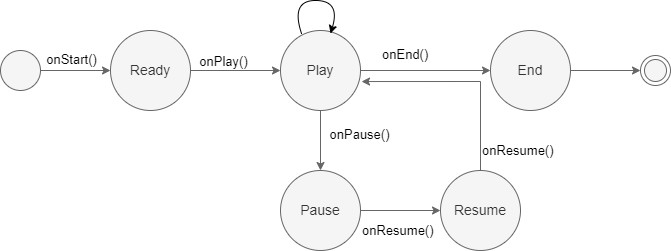 onStart()
Ready
onPlay()
Play
onEnd()
End
onPause()
onResume()
Pause
onResume()
Resume